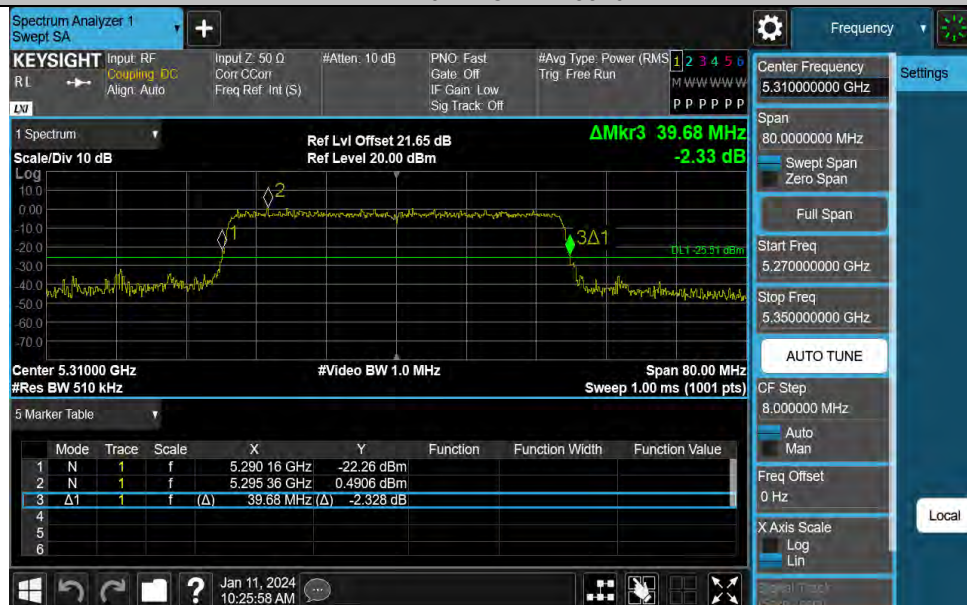 Spectrum Analyzer 1
Swept SA
+
Frequency
KEYSIGHT
RL
LXI
Input: RF
Coupling: DC
Align: Auto
Input Z: 50 Ω
Corr CCorr
Freq Ref: Int (S)
#Atten: 10 dB
PNO: Fast
Gate: Off
IF Gain: Low
Sig Track: Off
#Avg Type: Power (RMS
Trig: Free Run
1 2 3 4 5 6
M W W W W W
P P P P P P
1 Spectrum
Scale/Div 10 dB
Ref Lvl Offset 21.65 dB
Ref Level 20.00 dBm
ΔMkr3 39.68 MHz
-2.33 dB
Log
10.0
0.00
-10.0
-20.0
-30.0
-40.0
-50.0
-60.0
-70.0
2
1
3Δ1
DL1 -25.51 dBm
Center 5.31000 GHz
#Res BW 510 kHz
#Video BW 1.0 MHz
Span 80.00 MHz
Sweep 1.00 ms (1001 pts)
5 Marker Table
Mode Trace Scale X Y Function Function Width Function Value
1 N 1 f 5.290 16 GHz -22.26 dBm
2 N 1 f 5.295 36 GHz 0.4906 dBm
3 Δ1 1 f (Δ) 39.68 MHz (Δ) -2.328 dB
4
5
6
?
Jan 11, 2024
10:25:58 AM
Center Frequency
5.310000000 GHz
Span
80.0000000 MHz
Swept Span
Zero Span
Full Span
Start Freq
5.270000000 GHz
Stop Freq
5.350000000 GHz
AUTO TUNE
CF Step
8.000000 MHz
Auto
Man
Freq Offset
0 Hz
X Axis Scale
Log
Lin
Signal Track
Settings
Local